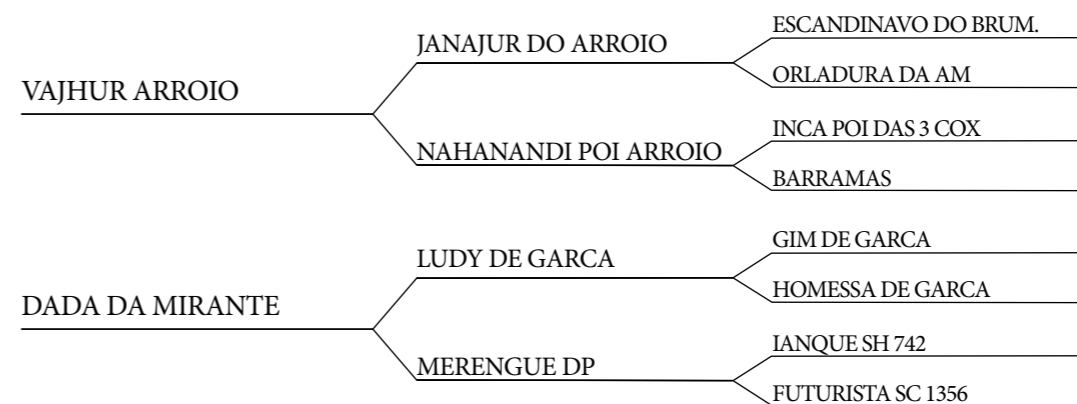 ESCANDINAVO DO BRUM.
JANAJUR DO ARROIO
ORLADURA DA AM
VAJHUR ARROIO
INCA POI DAS 3 COX
NAHANANDI POI ARROIO
BARRAMAS
GIM DE GARCA
LUDY DE GARCA
HOMESSA DE GARCA
DADA DA MIRANTE
IANQUE SH 742
MERENGUE DP
FUTURISTA SC 1356